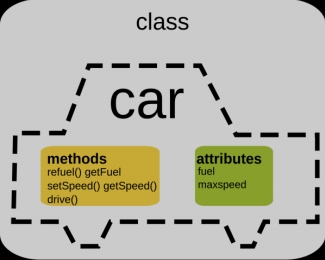 class
car
methods
refuel() getFuel
setSpeed() getSpeed()
drive()
attributes
fuel
maxspeed